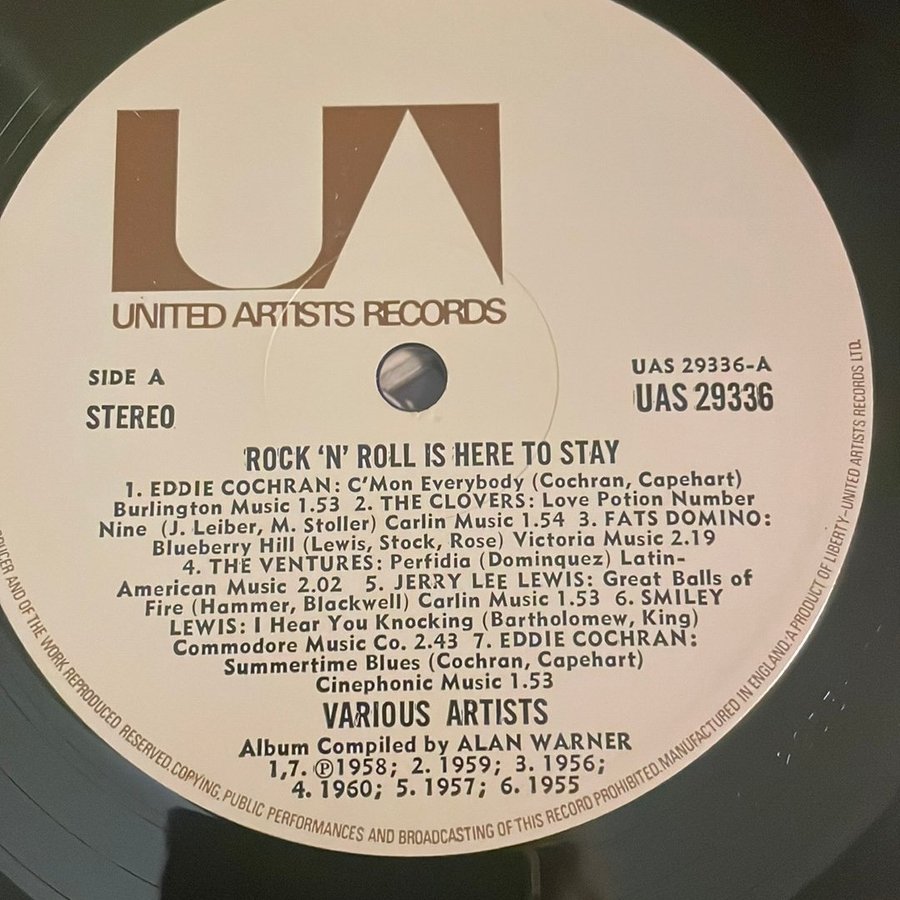 UA
UNITED ARTISTS RECORDS
SIDE A
STEREO
UAS 29336-A
UAS 29336
ROCK 'N' ROLL IS HERE TO STAY
1. EDDIE COCHRAN: C'Mon Everybody (Cochran, Capehart)
Burlington Music 1.53 2. THE CLOVERS: Love Potion Number
Nine (J. Leiber, M. Stoller) Carlin Music 1.54 3. FATS DOMINO:
Blueberry Hill (Lewis, Stock, Rose) Victoria Music 2.19
4. THE VENTURES: Perfidia (Dominquez) Latin-
American Music 2.02 5. JERRY LEE LEWIS: Great Balls of
Fire (Hammer, Blackwell) Carlin Music 1.53 6. SMILEY
LEWIS: I Hear You Knocking (Bartholomew, King)
Commodore Music Co. 2.43 7. EDDIE COCHRAN:
Summertime Blues (Cochran, Capehart)
Cinephonic Music 1.53
VARIOUS ARTISTS
Album Compiled by ALAN WARNER
1,7. ℗1958; 2. 1959; 3. 1956;
4. 1960; 5. 1957; 6. 1955
AND OF THE WORK REPRODUCED RESERVED. COPYING, PUBLIC PERFORMANCES AND BROADCASTING OF THIS RECORD PROHIBITED. MANUFACTURED IN ENGLAND: A PRODUCT OF LIBERTY-UNITED ARTISTS RECORDS LTD.